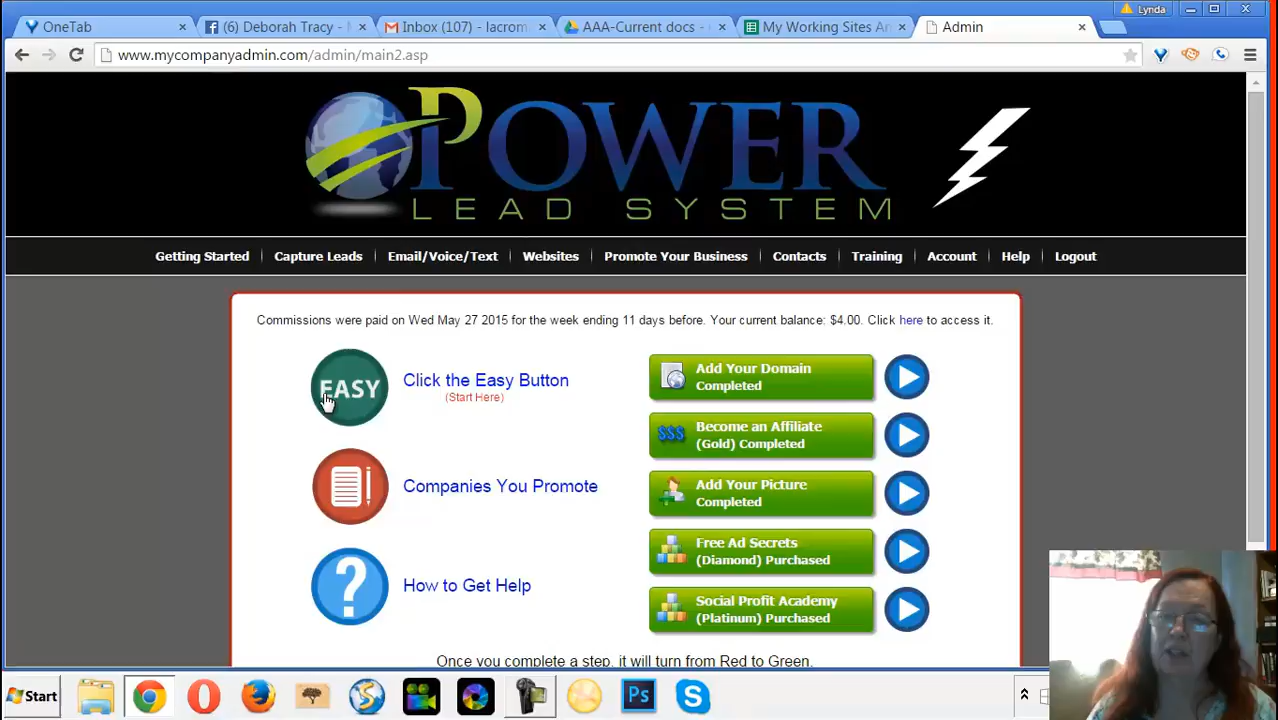 OneTab
(6) Deborah Tracy -
Inbox (107) - lacrom
AAA-Current docs -
My Working Sites An
Admin
Lynda
www.mycompanyadmin.com/admin/main2.asp
POWER
LEAD SYSTEM
Getting Started
Capture Leads
Email/Voice/Text
Websites
Promote Your Business
Contacts
Training
Account
Help
Logout
Commissions were paid on Wed May 27 2015 for the week ending 11 days before. Your current balance: $4.00. Click here to access it.
EASY
Click the Easy Button
(Start Here)
Companies You Promote
?
How to Get Help
Add Your Domain
Completed
$$$
Become an Affiliate
(Gold) Completed
Add Your Picture
Completed
Free Ad Secrets
(Diamond) Purchased
Social Profit Academy
(Platinum) Purchased
Once you complete a step, it will turn from Red to Green.
Start
Ps